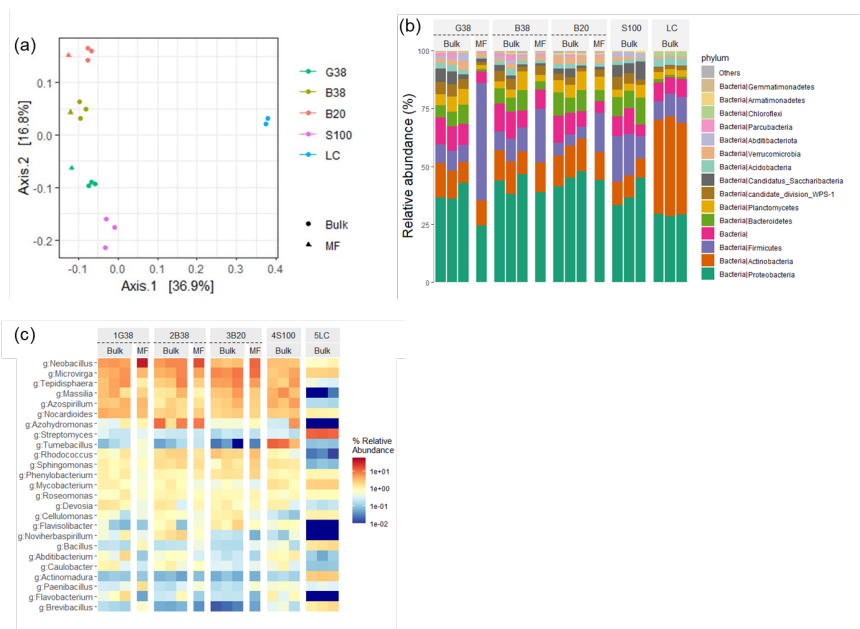 (a)
0.1
0.0
-0.1
-0.2
Axis.2 [16.8%]
-0.1 0.0 0.1 0.2 0.3 0.4
Axis.1 [36.9%]
G38
B38
B20
S100
LC
Bulk
MF
(b)
G38 B38 B20 S100 LC
Bulk MF Bulk MF Bulk MF Bulk Bulk
100
75
50
25
0
Relative abundance (%)
phylum
Others
Bacteria|Gemmatimonadetes
Bacteria|Armatimonadetes
Bacteria|Chloroflexi
Bacteria|Parcubacteria
Bacteria|Abditibacteriota
Bacteria|Verrucomicrobia
Bacteria|Acidobacteria
Bacteria|Candidatus_Saccharibacteria
Bacteria|candidate_division_WPS-1
Bacteria|Planctomycetes
Bacteria|Bacteroidetes
Bacteria|
Bacteria|Firmicutes
Bacteria|Actinobacteria
Bacteria|Proteobacteria
(c)
1G38 2B38 3B20 4S100 5LC
Bulk MF Bulk MF Bulk MF Bulk Bulk
g:Neobacillus
g:Microvirga
g:Tepidisphaera
g:Massilia
g:Azospirillum
g:Nocardioides
g:Azohydromonas
g:Streptomyces
g:Tumebacillus
g:Rhodococcus
g:Sphingomonas
g:Phenylobacterium
g:Mycobacterium
g:Roseomonas
g:Devosia
g:Cellulomonas
g:Flavisolibacter
g:Noviherbaspirillum
g:Bacillus
g:Abditibacterium
g:Caulobacter
g:Actinomadura
g:Paenibacillus
g:Flavobacterium
g:Brevibacillus
% Relative
Abundance
1e+01
1e+00
1e-01
1e-02